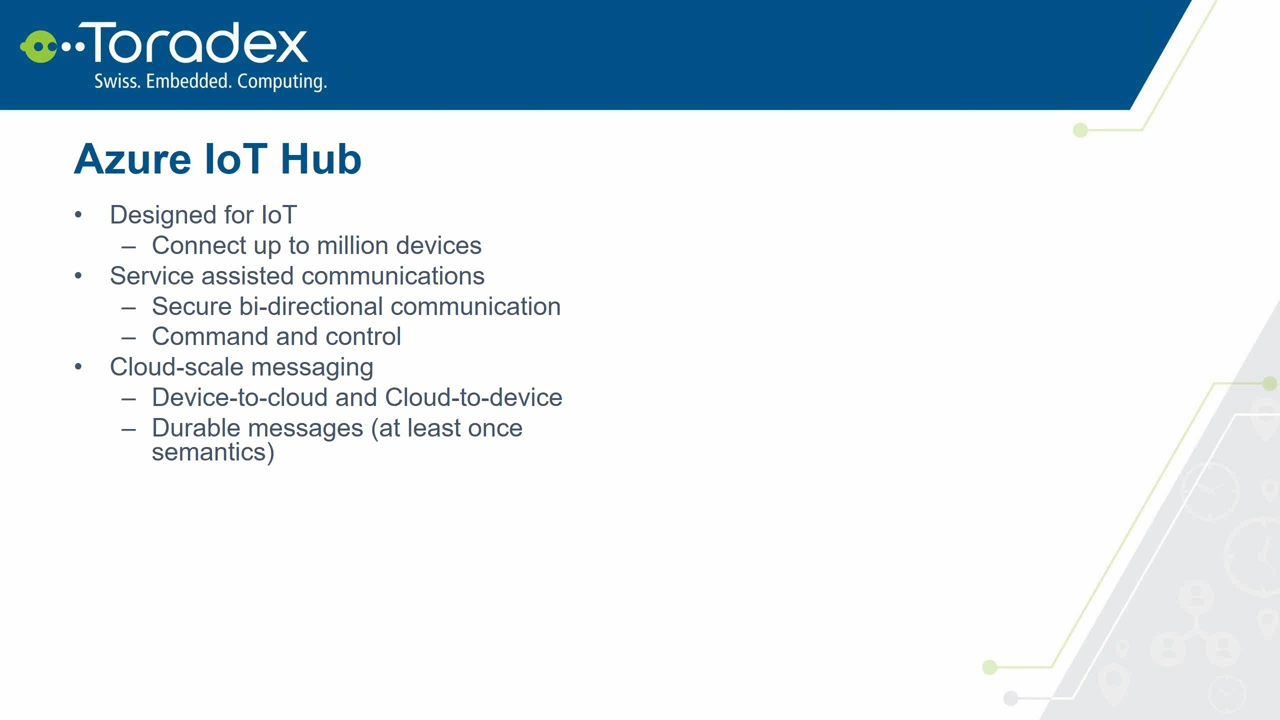 Toradex
Swiss. Embedded. Computing.
Azure IoT Hub
• Designed for IoT
– Connect up to million devices
• Service assisted communications
– Secure bi-directional communication
– Command and control
• Cloud-scale messaging
– Device-to-cloud and Cloud-to-device
– Durable messages (at least once
semantics)